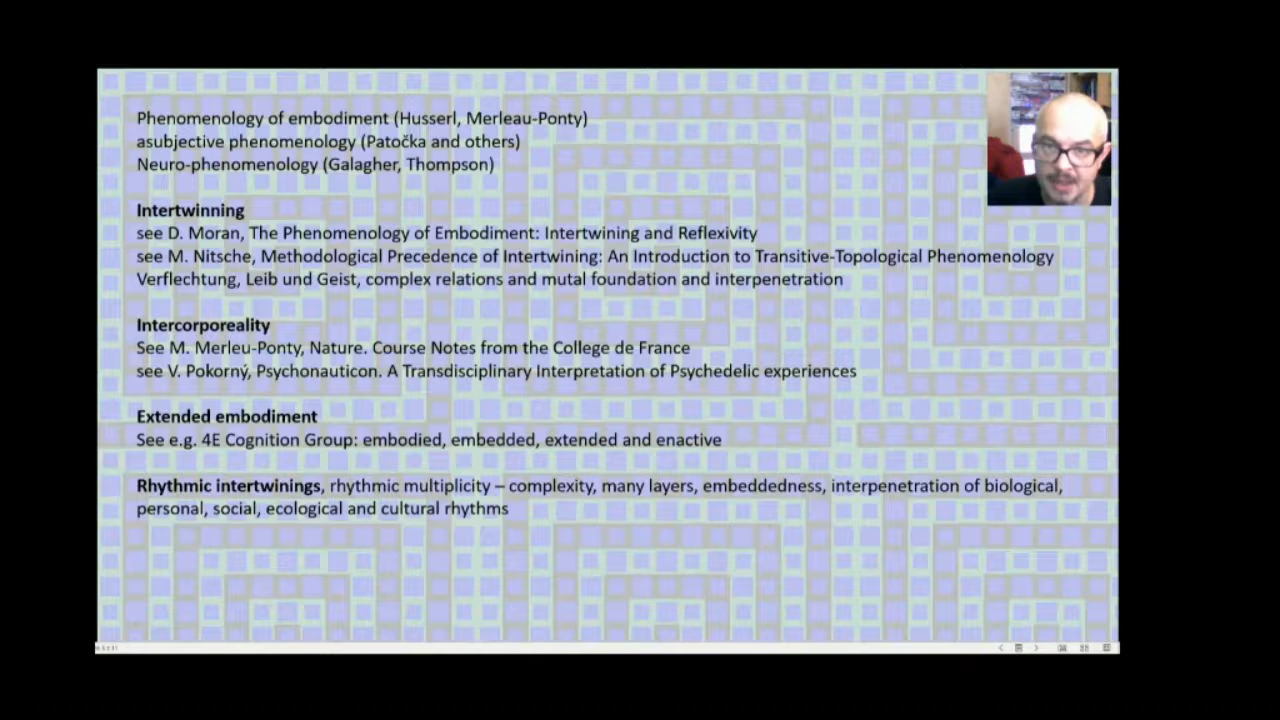 Phenomenology of embodiment (Husserl, Merleau-Ponty)
asubjective phenomenology (Patočka and others)
Neuro-phenomenology (Galagher, Thompson)
Intertwinning
see D. Moran, The Phenomenology of Embodiment: Intertwining and Reflexivity
see M. Nitsche, Methodological Precedence of Intertwining: An Introduction to Transitive-Topological Phenomenology
Verflechtung, Leib und Geist, complex relations and mutal foundation and interpenetration
Intercorporeality
See M. Merleu-Ponty, Nature. Course Notes from the College de France
see V. Pokorný, Psychonauticon. A Transdisciplinary Interpretation of Psychedelic experiences
Extended embodiment
See e.g. 4E Cognition Group: embodied, embedded, extended and enactive
Rhythmic intertwinings, rhythmic multiplicity – complexity, many layers, embeddedness, interpenetration of biological,
personal, social, ecological and cultural rhythms